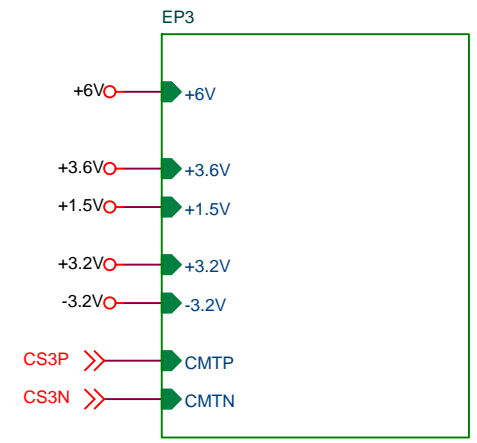 EP3
+6V +6V
+3.6V +3.6V
+1.5V +1.5V
+3.2V +3.2V
-3.2V -3.2V
CS3P CMTP
CS3N CMTN